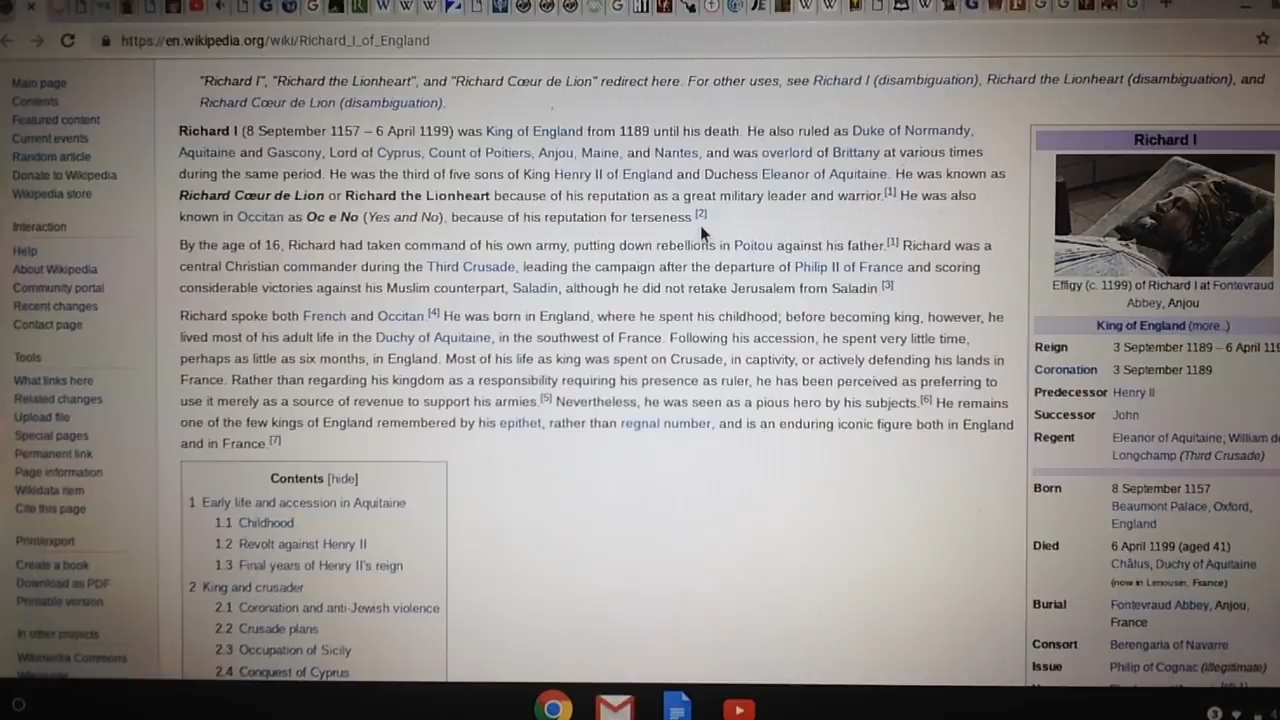 https://en.wikipedia.org/wiki/Richard_I_of_England
Main page
Contents
Featured content
Current events
Random article
Donate to Wikipedia
Wikipedia store
Interaction
Help
About Wikipedia
Community portal
Recent changes
Contact page
Tools
What links here
Related changes
Upload file
Special pages
Permanent link
Page information
Wikidata item
Cite this page
Print/export
Create a book
Download as PDF
Printable version
In other projects
Wikimedia Commons
"Richard I", "Richard the Lionheart", and "Richard Cœur de Lion" redirect here. For other uses, see Richard I (disambiguation), Richard the Lionheart (disambiguation), and
Richard Cœur de Lion (disambiguation).
Richard I (8 September 1157 – 6 April 1199) was King of England from 1189 until his death. He also ruled as Duke of Normandy,
Aquitaine and Gascony, Lord of Cyprus, Count of Poitiers, Anjou, Maine, and Nantes, and was overlord of Brittany at various times
during the same period. He was the third of five sons of King Henry II of England and Duchess Eleanor of Aquitaine. He was known as
Richard Cœur de Lion or Richard the Lionheart because of his reputation as a great military leader and warrior.[1] He was also
known in Occitan as Oc e No (Yes and No), because of his reputation for terseness.[2]
By the age of 16, Richard had taken command of his own army, putting down rebellions in Poitou against his father.[1] Richard was a
central Christian commander during the Third Crusade, leading the campaign after the departure of Philip II of France and scoring
considerable victories against his Muslim counterpart, Saladin, although he did not retake Jerusalem from Saladin.[3]
Richard spoke both French and Occitan.[4] He was born in England, where he spent his childhood; before becoming king, however, he
lived most of his adult life in the Duchy of Aquitaine, in the southwest of France. Following his accession, he spent very little time,
perhaps as little as six months, in England. Most of his life as king was spent on Crusade, in captivity, or actively defending his lands in
France. Rather than regarding his kingdom as a responsibility requiring his presence as ruler, he has been perceived as preferring to
use it merely as a source of revenue to support his armies.[5] Nevertheless, he was seen as a pious hero by his subjects.[6] He remains
one of the few kings of England remembered by his epithet, rather than regnal number, and is an enduring iconic figure both in England
and in France.[7]
Contents [hide]
1 Early life and accession in Aquitaine
1.1 Childhood
1.2 Revolt against Henry II
1.3 Final years of Henry II's reign
2 King and crusader
2.1 Coronation and anti-Jewish violence
2.2 Crusade plans
2.3 Occupation of Sicily
2.4 Conquest of Cyprus
Richard I
Effigy (c. 1199) of Richard I at Fontevraud
Abbey, Anjou
King of England (more..)
Reign 3 September 1189 – 6 April 119
Coronation 3 September 1189
Predecessor Henry II
Successor John
Regent Eleanor of Aquitaine; William de
Longchamp (Third Crusade)
Born 8 September 1157
Beaumont Palace, Oxford,
England
Died 6 April 1199 (aged 41)
Châlus, Duchy of Aquitaine
(now in Limousin, France)
Burial Fontevraud Abbey, Anjou,
France
Consort Berengaria of Navarre
Issue Philip of Cognac (illegitimate)